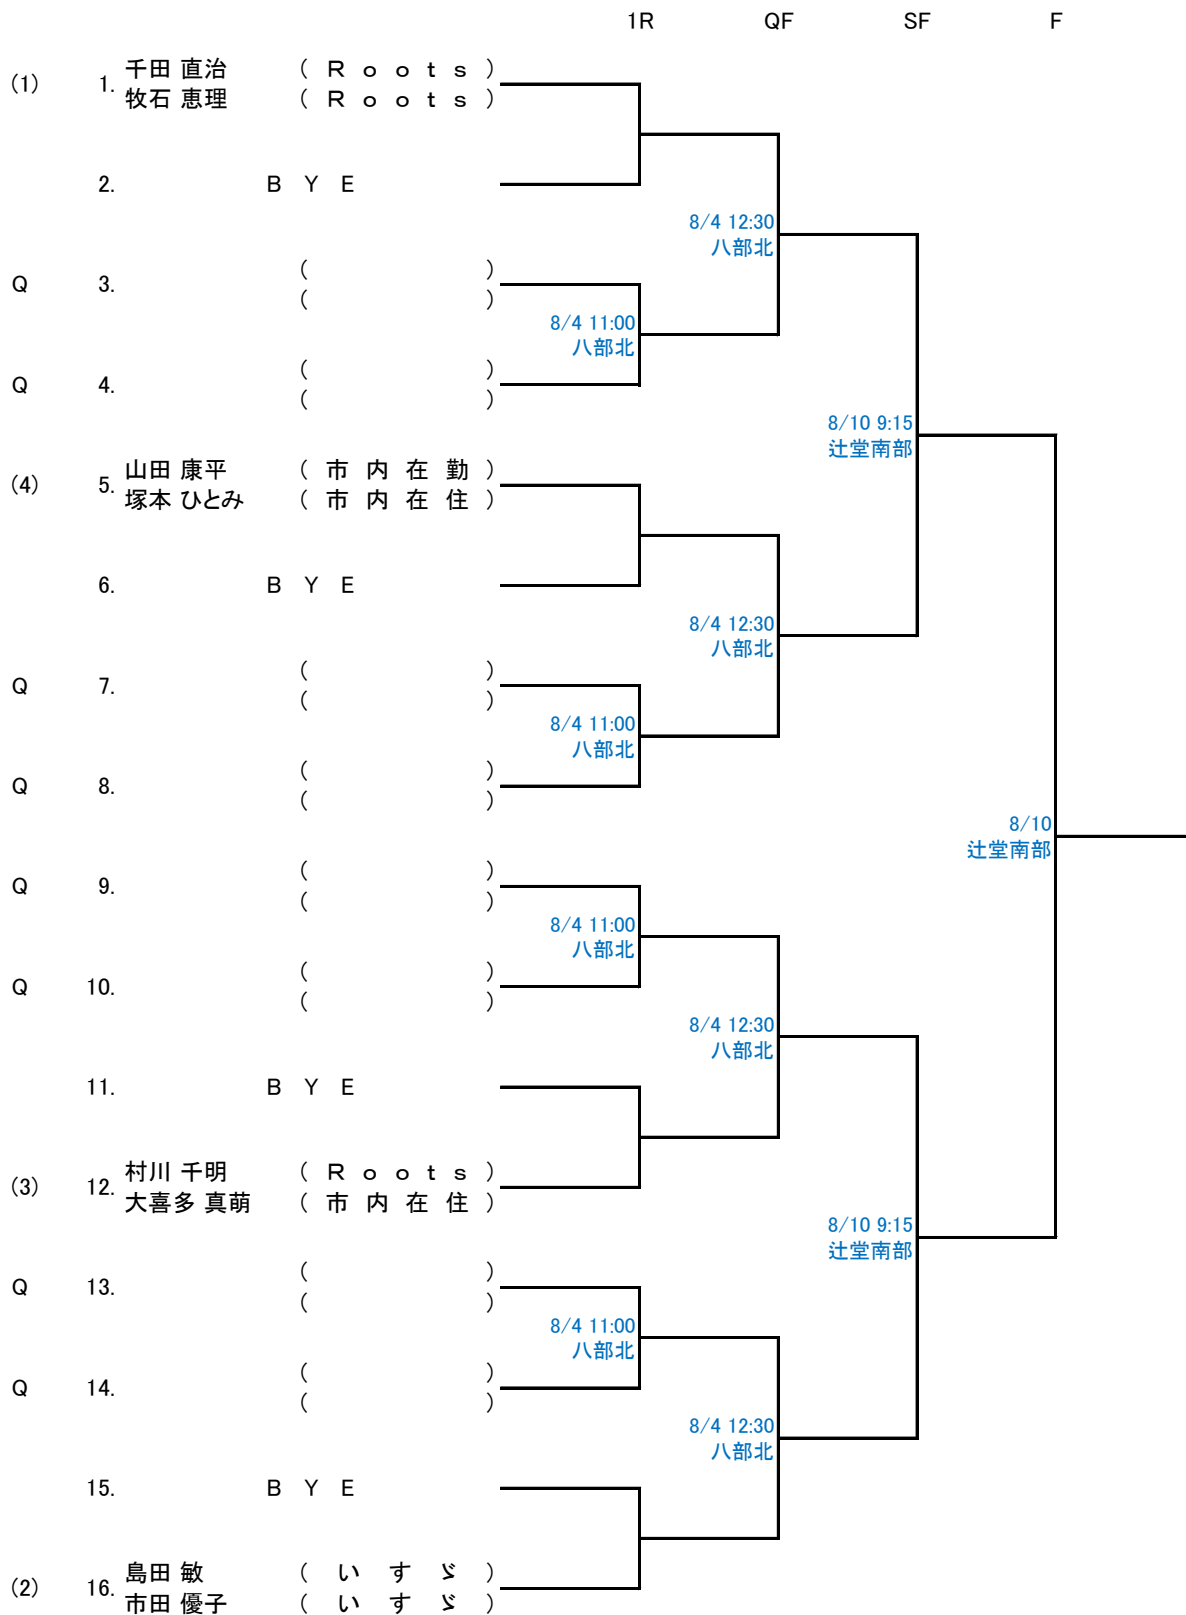 1R QF SF F
(1) 1. 千田 直治 ( Ｒ ｏ ｏ ｔ ｓ )
牧石 恵理 ( Ｒ ｏ ｏ ｔ ｓ )
2. Ｂ Ｙ Ｅ
8/4 12:30
八部北
Q 3. ( )
( )
8/4 11:00
八部北
Q 4. ( )
( )
8/10 9:15
辻堂南部
(4) 5. 山田 康平 ( 市 内 在 勤 )
塚本 ひとみ ( 市 内 在 住 )
6. Ｂ Ｙ Ｅ
8/4 12:30
八部北
Q 7. ( )
( )
8/4 11:00
八部北
Q 8. ( )
( )
8/10
辻堂南部
Q 9. ( )
( )
8/4 11:00
八部北
Q 10. ( )
( )
8/4 12:30
八部北
11. Ｂ Ｙ Ｅ
(3) 12. 村川 千明 ( Ｒ ｏ ｏ ｔ ｓ )
大喜多 真萌 ( 市 内 在 住 )
8/10 9:15
辻堂南部
Q 13. ( )
( )
8/4 11:00
八部北
Q 14. ( )
( )
8/4 12:30
八部北
15. Ｂ Ｙ Ｅ
(2) 16. 島田 敏 ( い す ゞ )
市田 優子 ( い す ゞ )